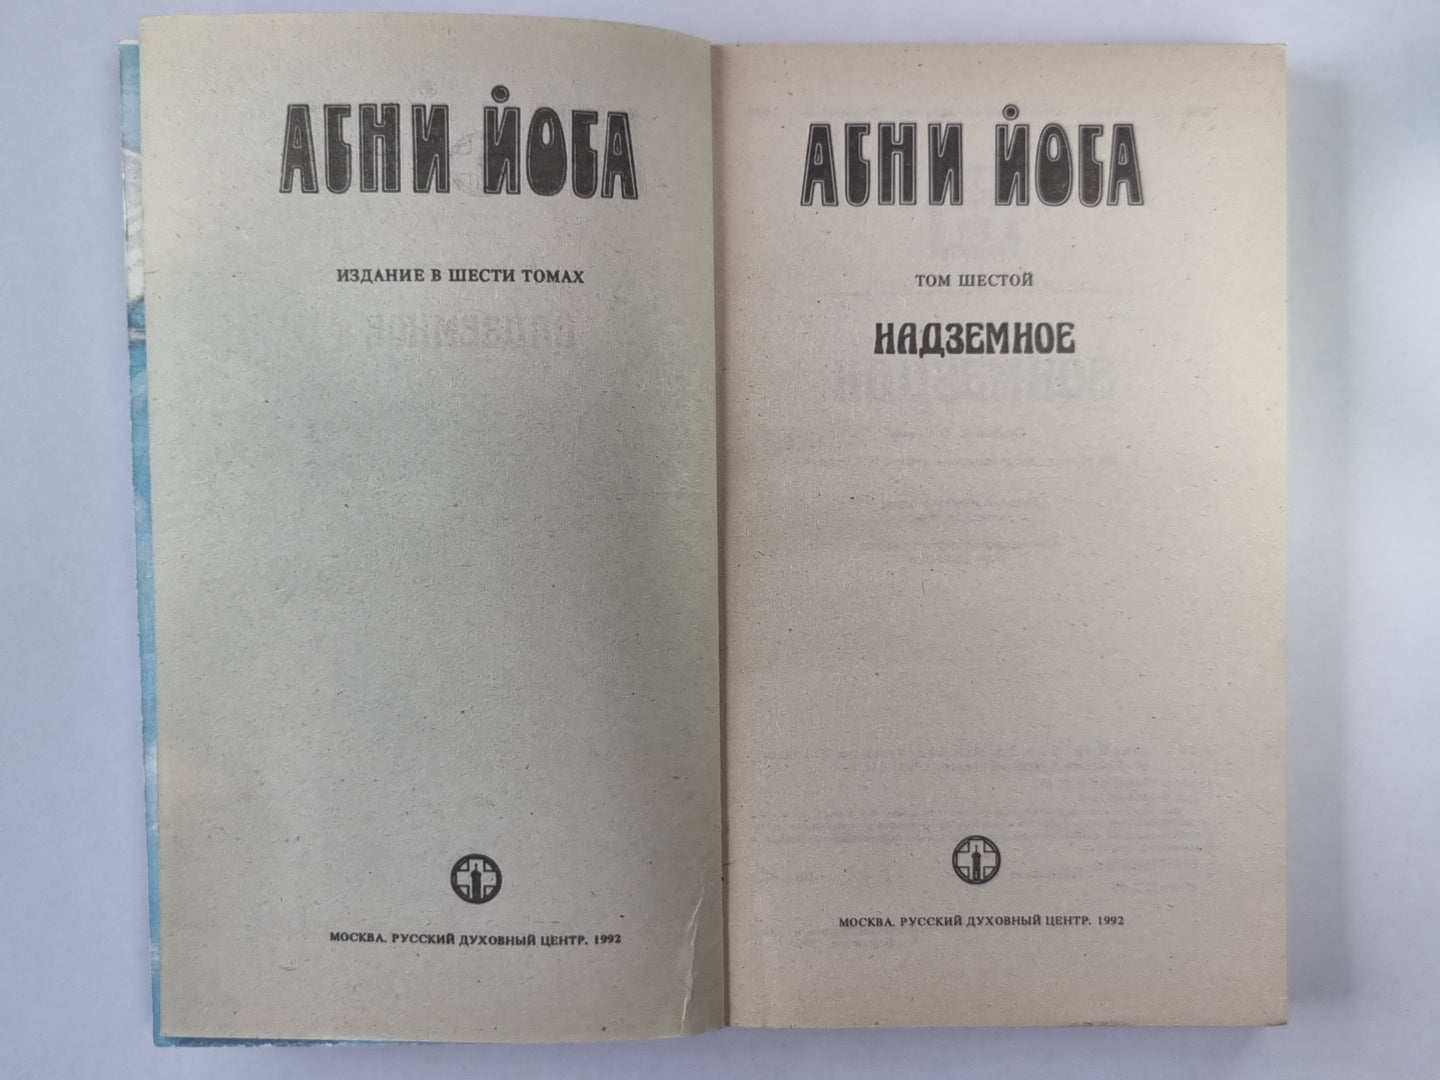 АГНИ ЙОГА
ИЗДАНИЕ В ШЕСТИ ТОМАХ
МОСКВА. РУССКИЙ ДУХОВНЫЙ ЦЕНТР. 1992
АГНИ ЙОГА
ТОМ ШЕСТОЙ
НАДЗЕМНОЕ
МОСКВА. РУССКИЙ ДУХОВНЫЙ ЦЕНТР. 1992